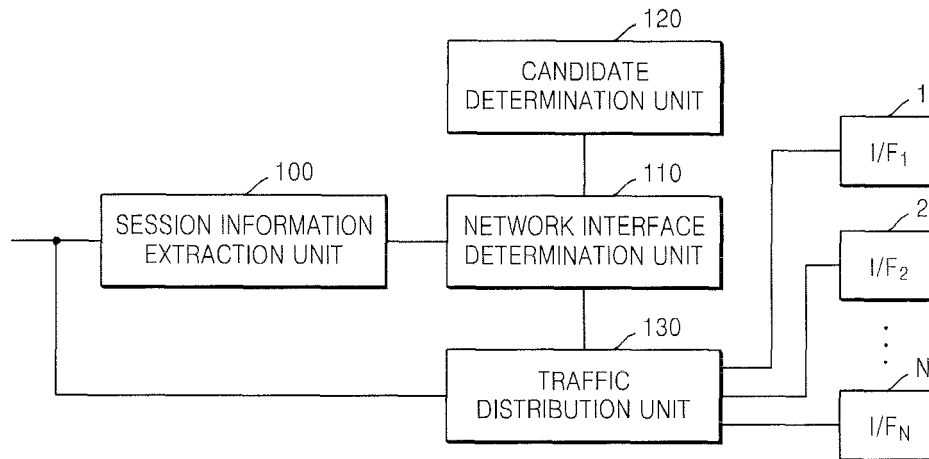 120
CANDIDATE
DETERMINATION UNIT
1
I/F1
100
SESSION INFORMATION
EXTRACTION UNIT
110
NETWORK INTERFACE
DETERMINATION UNIT
2
I/F2
130
TRAFFIC
DISTRIBUTION UNIT
N
I/FN